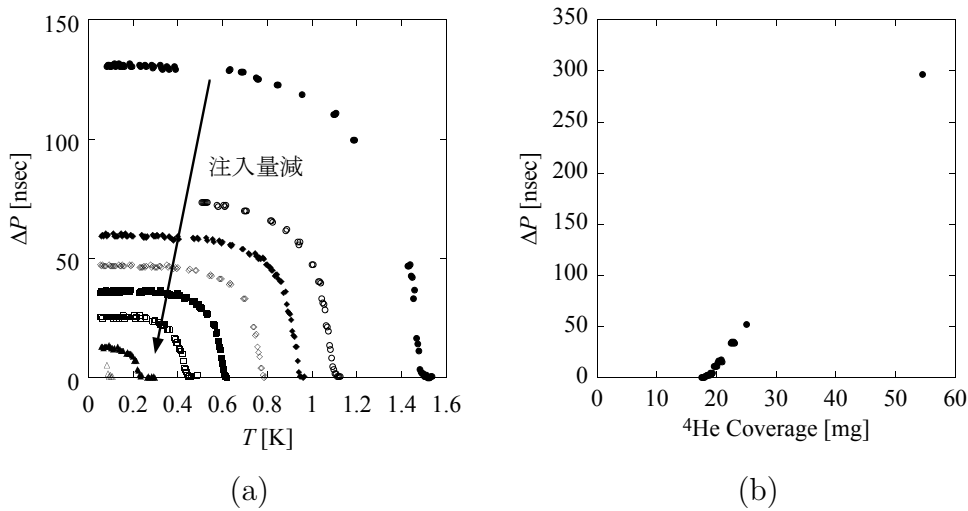 150
100
50
0
ΔP [nsec]
注入量減
0 0.2 0.4 0.6 0.8 1 1.2 1.4 1.6
T [K]
(a)
350
300
250
200
150
100
50
0
ΔP [nsec]
0 10 20 30 40 50 60
⁴He Coverage [mg]
(b)